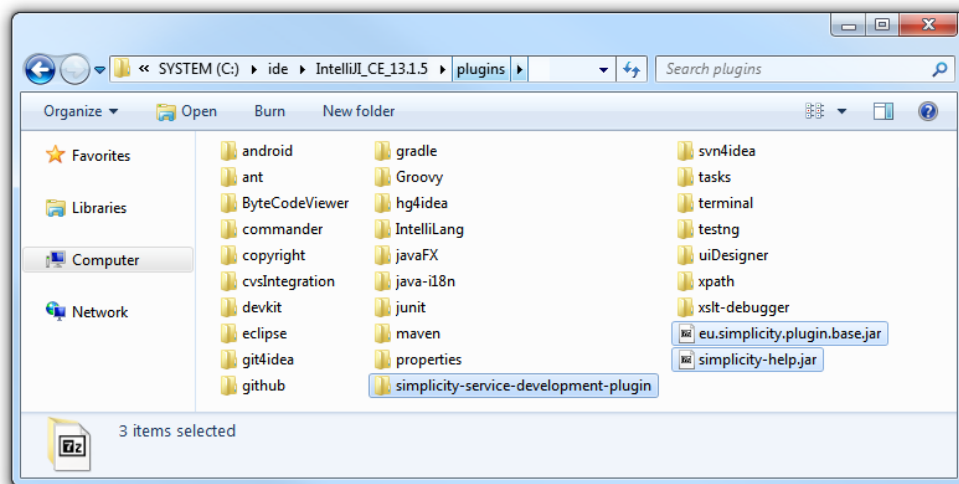 « SYSTEM (C:) ide IntelliJI_CE_13.1.5 plugins Search plugins
Organize Open Burn New folder
Favorites
Libraries
Computer
Network
android
ant
ByteCodeViewer
commander
copyright
cvsIntegration
devkit
eclipse
git4idea
github
gradle
Groovy
hg4idea
IntelliLang
javaFX
java-i18n
junit
maven
properties
simplicity-service-development-plugin
svn4idea
tasks
terminal
testng
uiDesigner
xpath
xslt-debugger
eu.simplicity.plugin.base.jar
simplicity-help.jar
7z
3 items selected